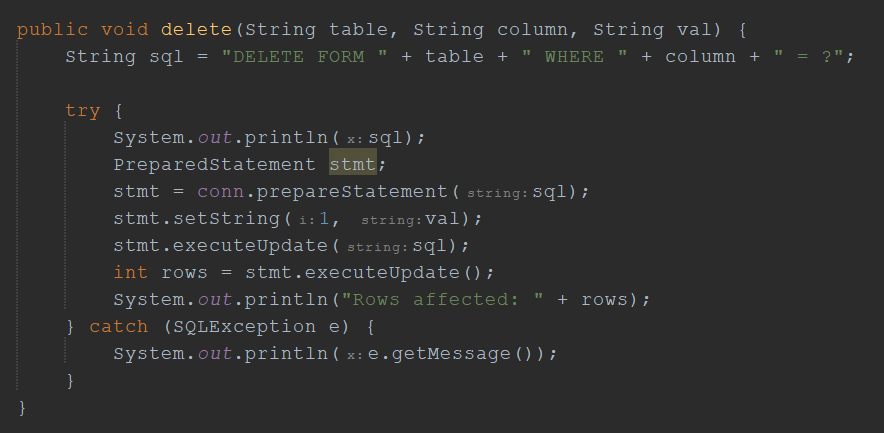 public void delete(String table, String column, String val) {
String sql = "DELETE FORM " + table + " WHERE " + column + " = ?";
try {
System.out.println( x: sql);
PreparedStatement stmt;
stmt = conn.prepareStatement( string: sql);
stmt.setString( i: 1, string: val);
stmt.executeUpdate( string: sql);
int rows = stmt.executeUpdate();
System.out.println("Rows affected: " + rows);
} catch (SQLException e) {
System.out.println( x: e.getMessage());
}
}